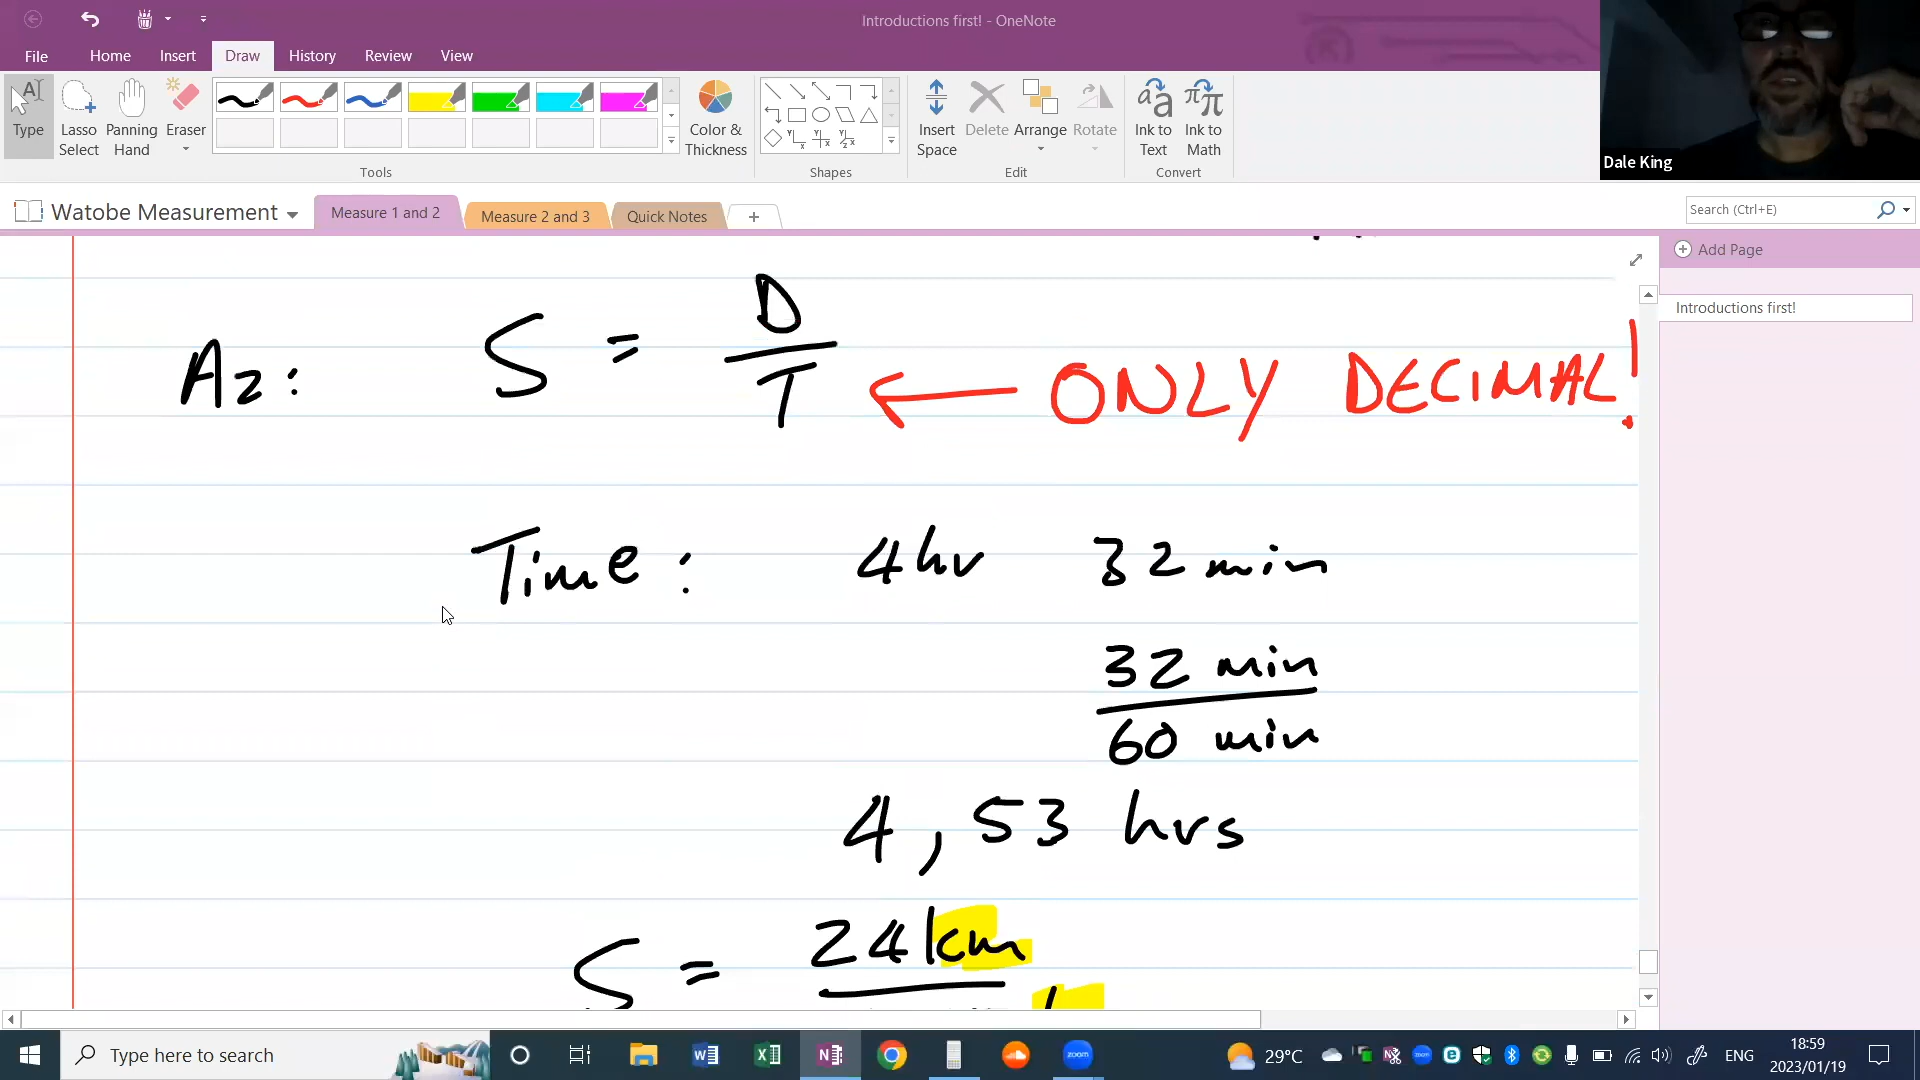 Introductions first! - OneNote
File Home Insert Draw History Review View
Type
Lasso Select
Panning Hand
Eraser
Color & Thickness
Insert Space
Delete
Arrange
Rotate
Ink to Text
Ink to Math
Tools
Shapes
Edit
Convert
Dale King
Watobe Measurement
Measure 1 and 2
Measure 2 and 3
Quick Notes
Search (Ctrl+E)
Add Page
Introductions first!
A2: S = D
T ← ONLY DECIMAL!
Time : 4hr 32 min
32 min
60 min
4,53 hrs
S = 24km
Type here to search
29°C
ENG
18:59
2023/01/19